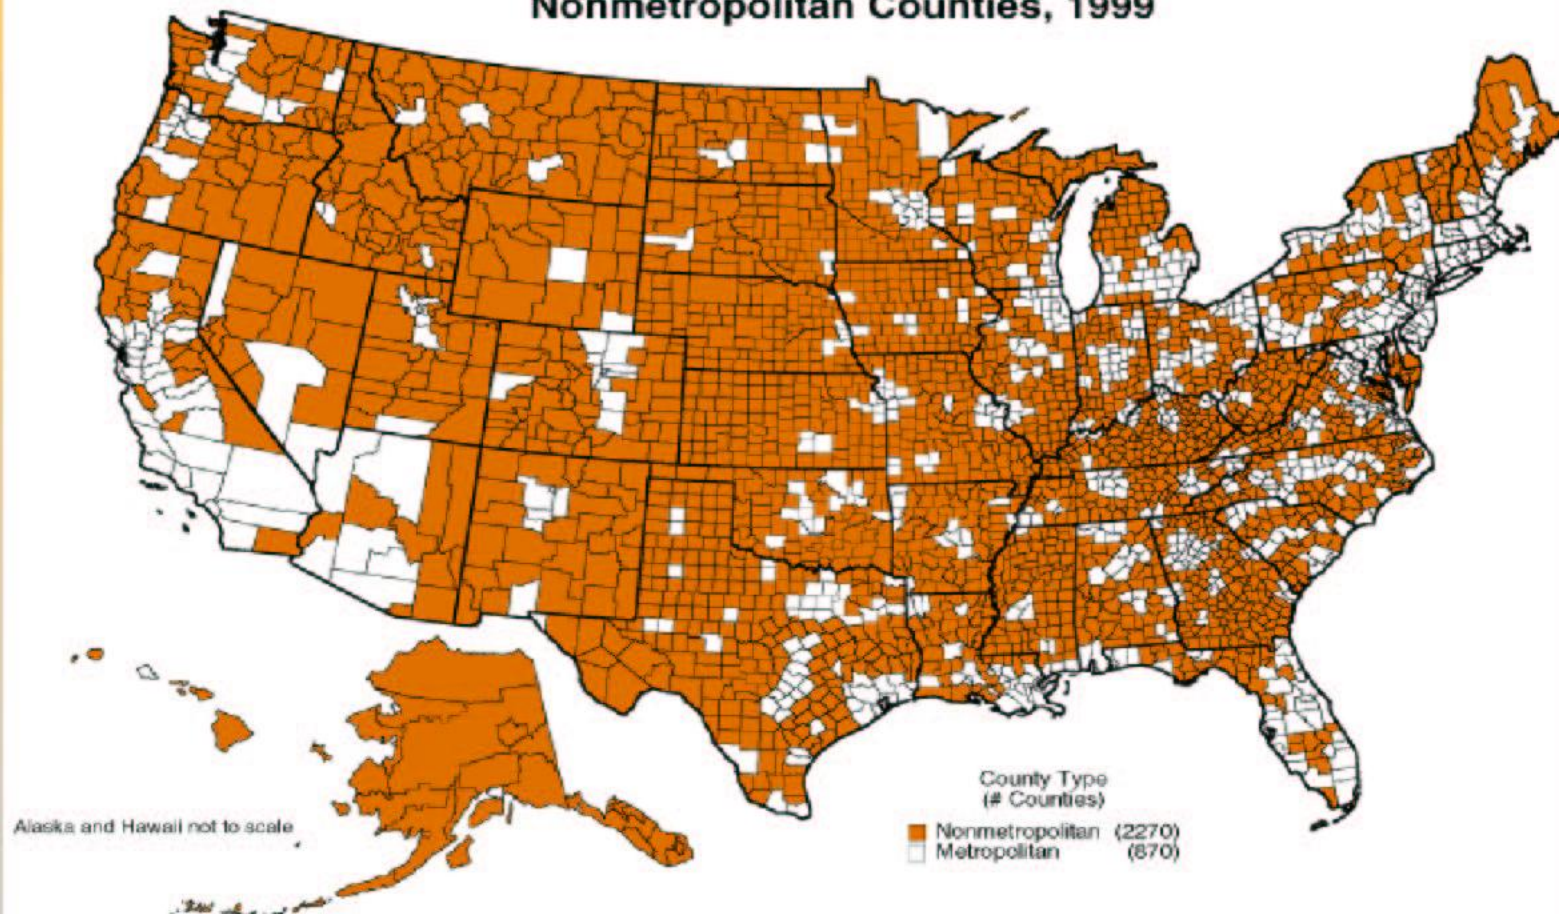 Nonmetropolitan Counties, 1999
County Type
(# Counties)
Nonmetropolitan (2270)
Metropolitan (870)
Alaska and Hawaii not to scale